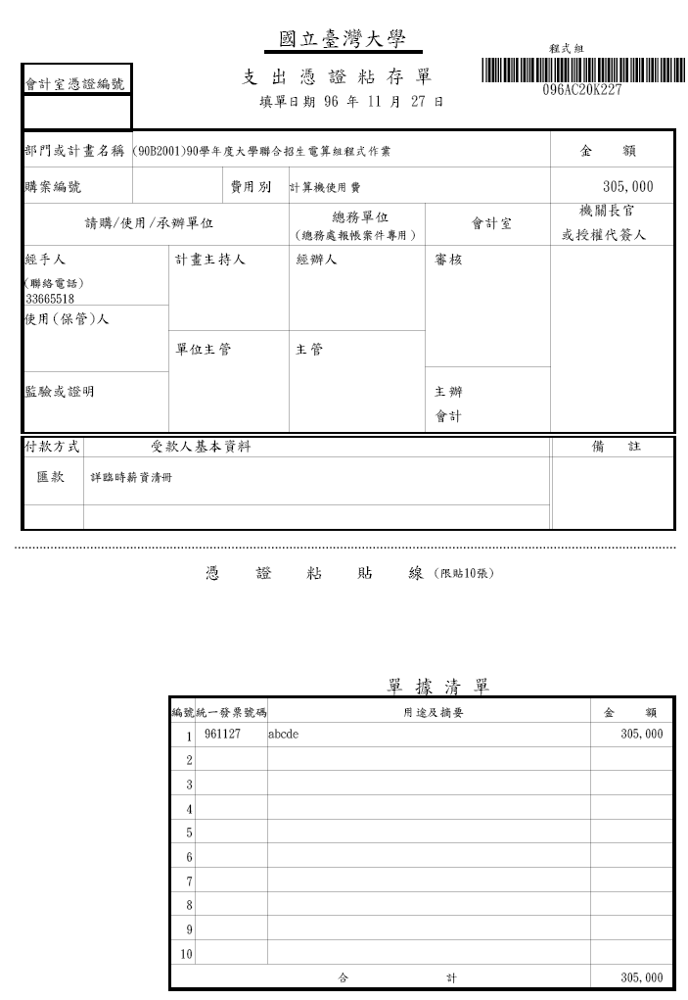 國立臺灣大學
程式組
支出憑證粘存單
096AC20K227
會計室憑證編號
填單日期 96 年 11 月 27 日
部門或計畫名稱 (90B2001)90學年度大學聯合招生電算組程式作業 金 額
購案編號 費用別 計算機使用費 305,000
請購/使用/承辦單位 總務單位 (總務處報帳案件專用) 會計室 機關長官 或授權代簽人
經手人 計畫主持人 經辦人 審核
(聯絡電話)
33665518
使用(保管)人
單位主管 主管
監驗或證明 主辦
會計
付款方式 受款人基本資料 備 註
匯款 詳臨時薪資清冊
憑 證 粘 貼 線 (限貼10張)
單據清單
編號 統一發票號碼 用途及摘要 金 額
1 961127 abcde 305,000
2
3
4
5
6
7
8
9
10
合 計 305,000